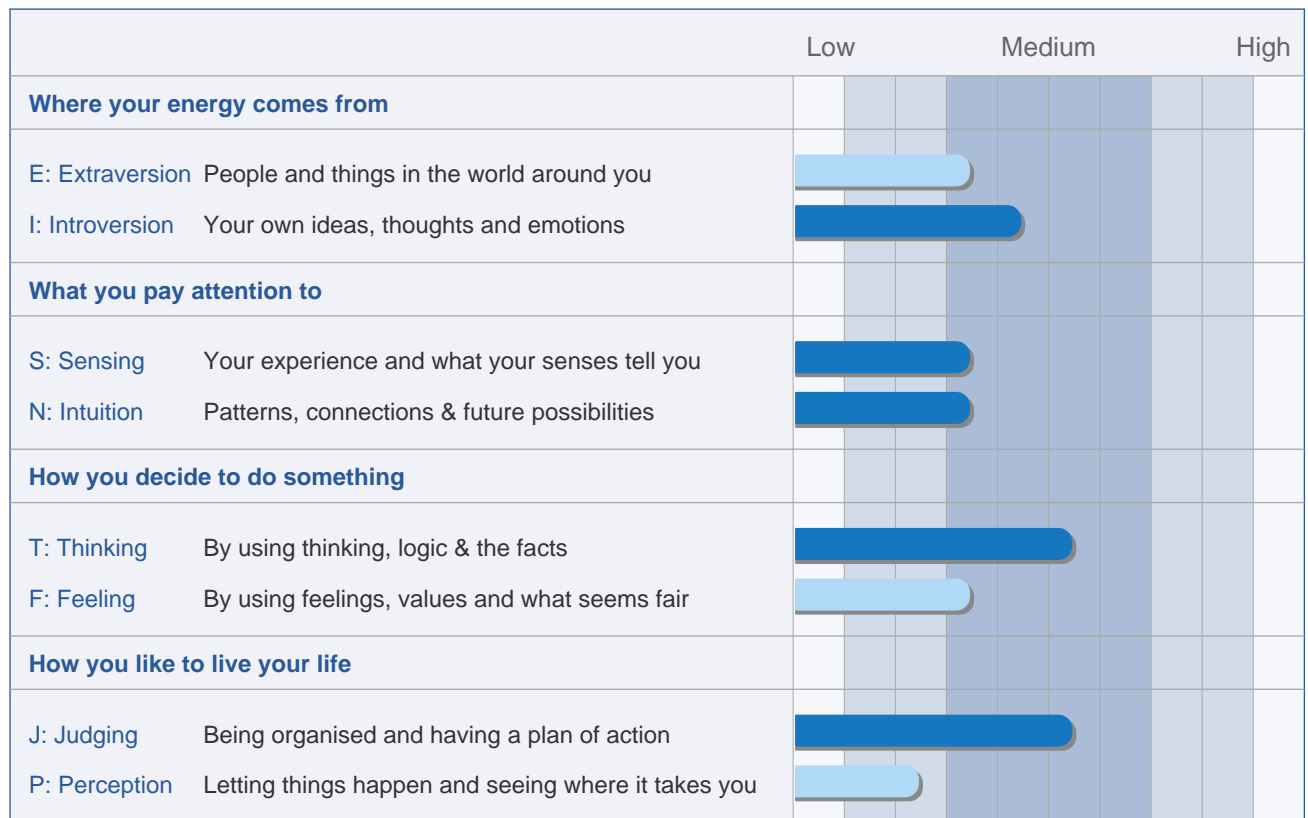 Low Medium High
Where your energy comes from
E: Extraversion People and things in the world around you
I: Introversion Your own ideas, thoughts and emotions
What you pay attention to
S: Sensing Your experience and what your senses tell you
N: Intuition Patterns, connections & future possibilities
How you decide to do something
T: Thinking By using thinking, logic & the facts
F: Feeling By using feelings, values and what seems fair
How you like to live your life
J: Judging Being organised and having a plan of action
P: Perception Letting things happen and seeing where it takes you